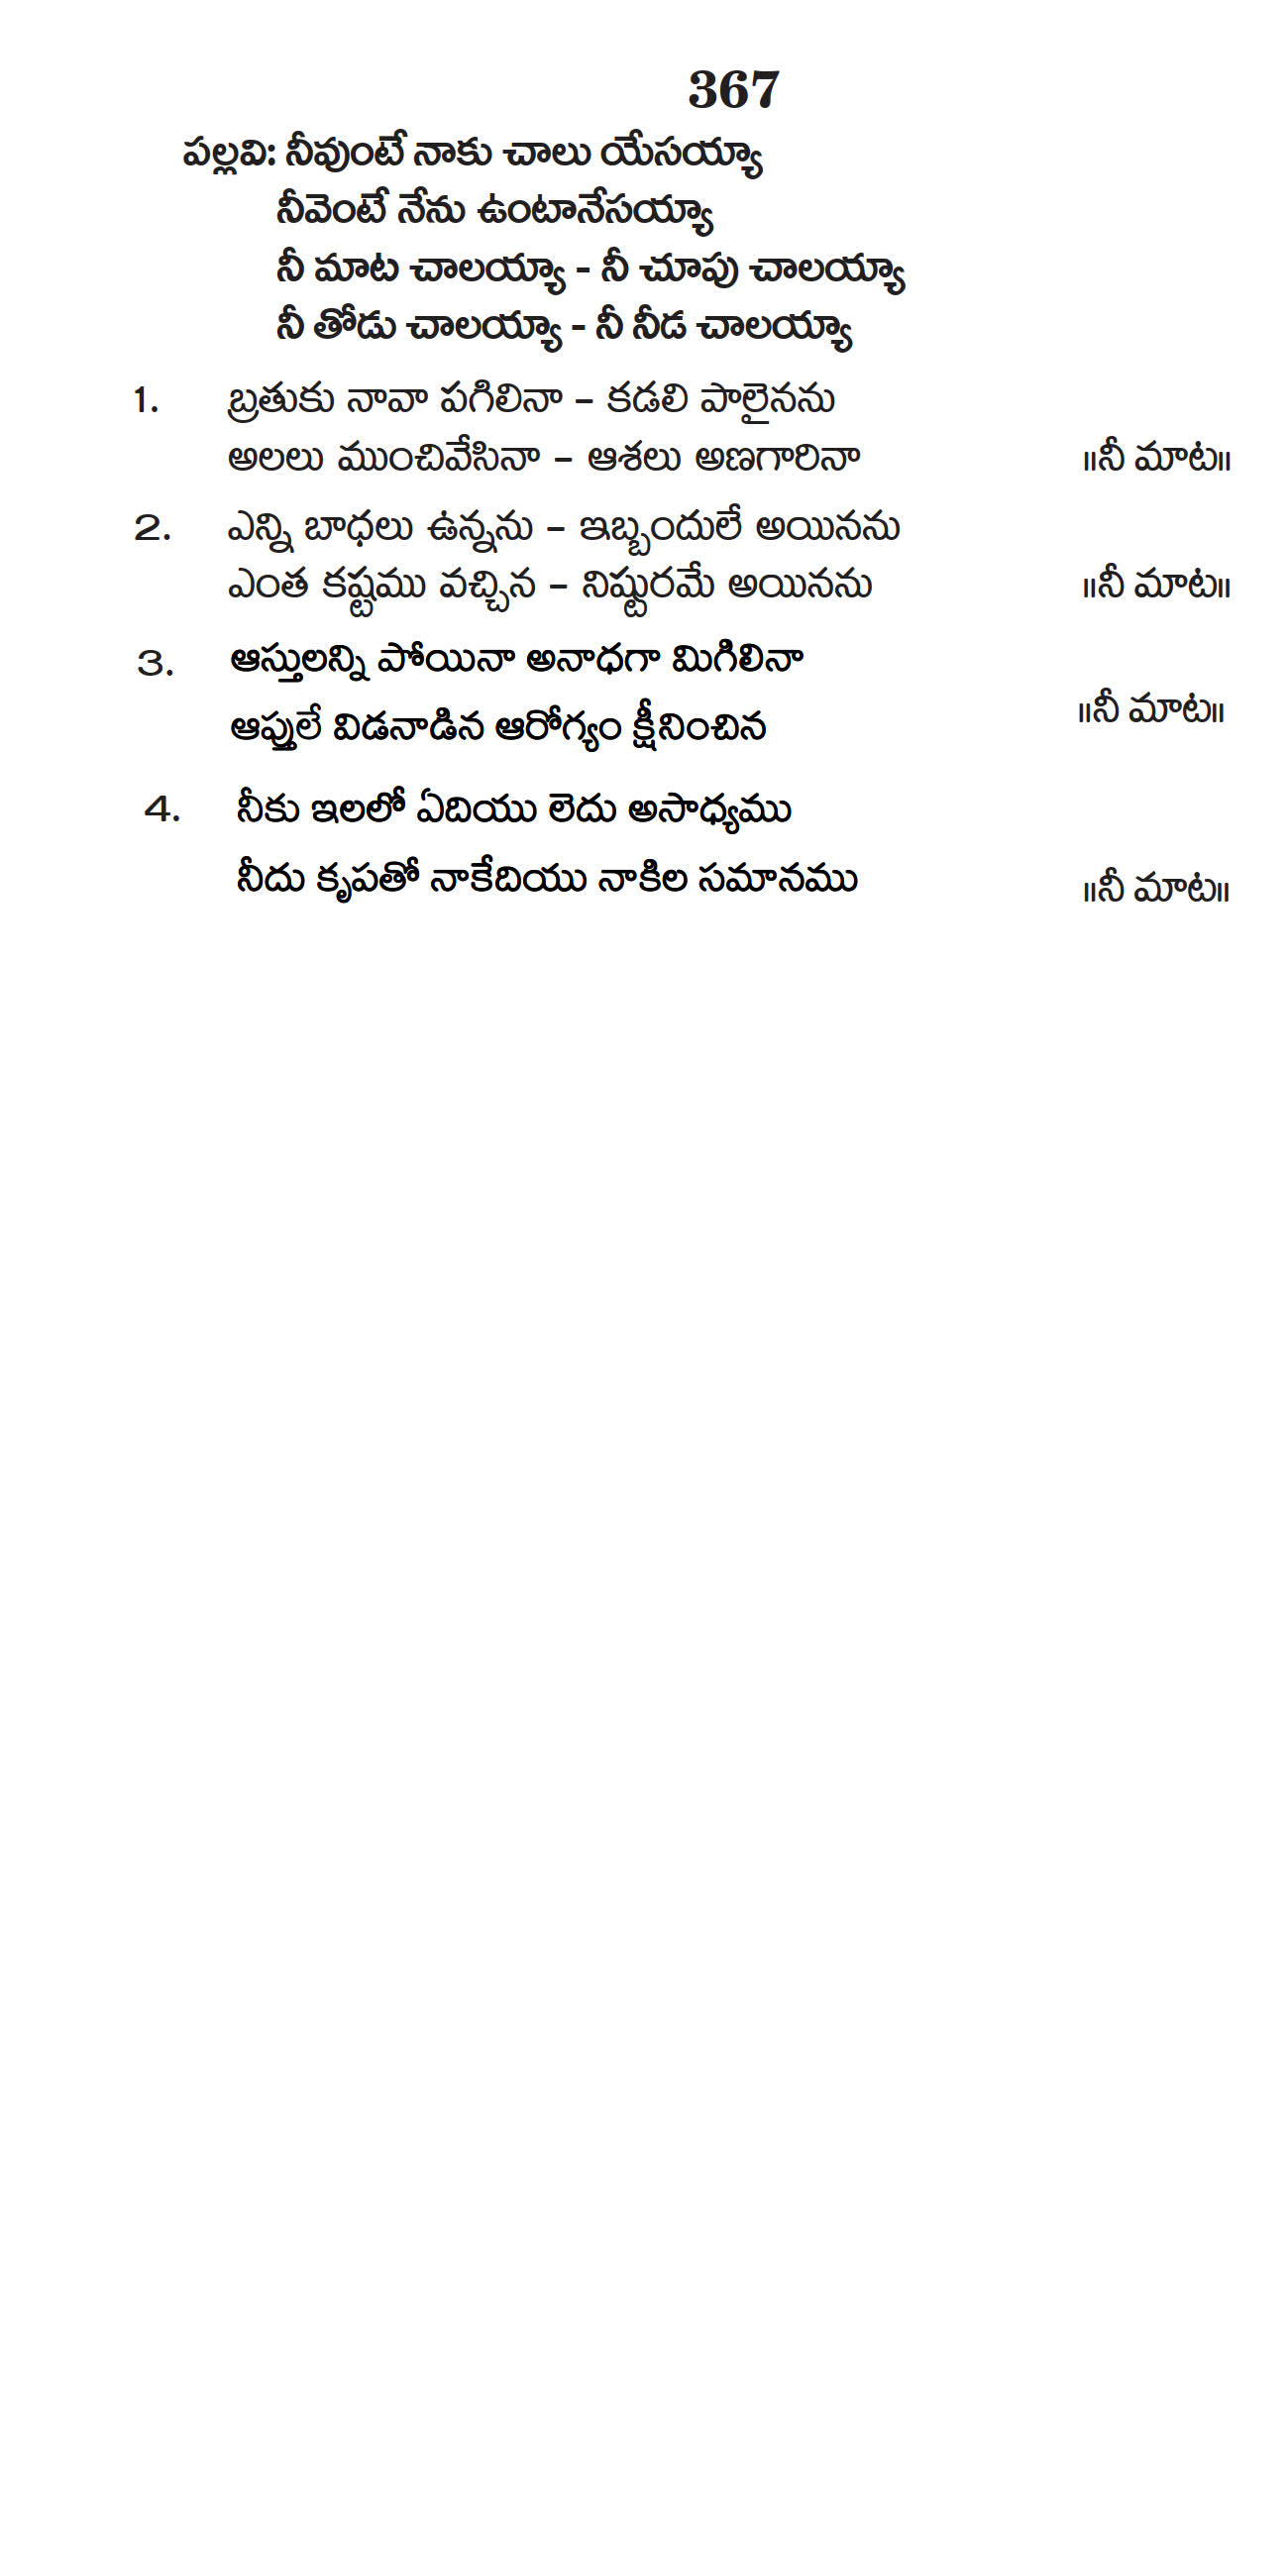 367
పల్లవి: నీవుంటే నాకు చాలు యేసయ్యా
నీవెంటే నేను ఉంటానేసయ్యా
నీ మాట చాలయ్యా - నీ చూపు చాలయ్యా
నీ తోడు చాలయ్యా - నీ నీడ చాలయ్యా
1. బ్రతుకు నావా పగిలినా – కడలి పాలైనను
అలలు ముంచివేసినా – ఆశలు అణగారినా ॥నీ మాట॥
2. ఎన్ని బాధలు ఉన్నను – ఇబ్బందులే అయినను
ఎంత కష్టము వచ్చిన – నిష్టురమే అయినను ॥నీ మాట॥
3. ఆస్తులన్ని పోయినా అనాధగా మిగిలినా
ఆప్తులే విడనాడిన ఆరోగ్యం క్షీనించిన ॥నీ మాట॥
4. నీకు ఇలలో ఏదియు లెదు అసాధ్యము
నీదు కృపతో నాకేదియు నాకిల సమానము ॥నీ మాట॥